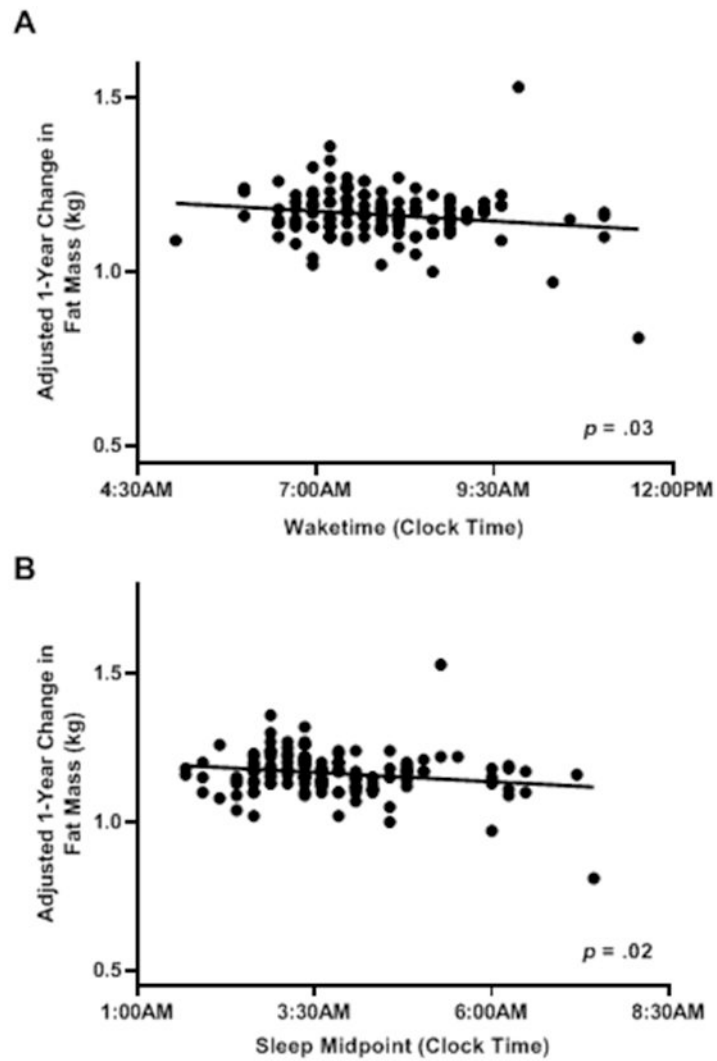 A
Adjusted 1-Year Change in
Fat Mass (kg)
1.5
1.0
0.5
p = .03
4:30AM 7:00AM 9:30AM 12:00PM
Waketime (Clock Time)
B
Adjusted 1-Year Change in
Fat Mass (kg)
1.5
1.0
0.5
p = .02
1:00AM 3:30AM 6:00AM 8:30AM
Sleep Midpoint (Clock Time)